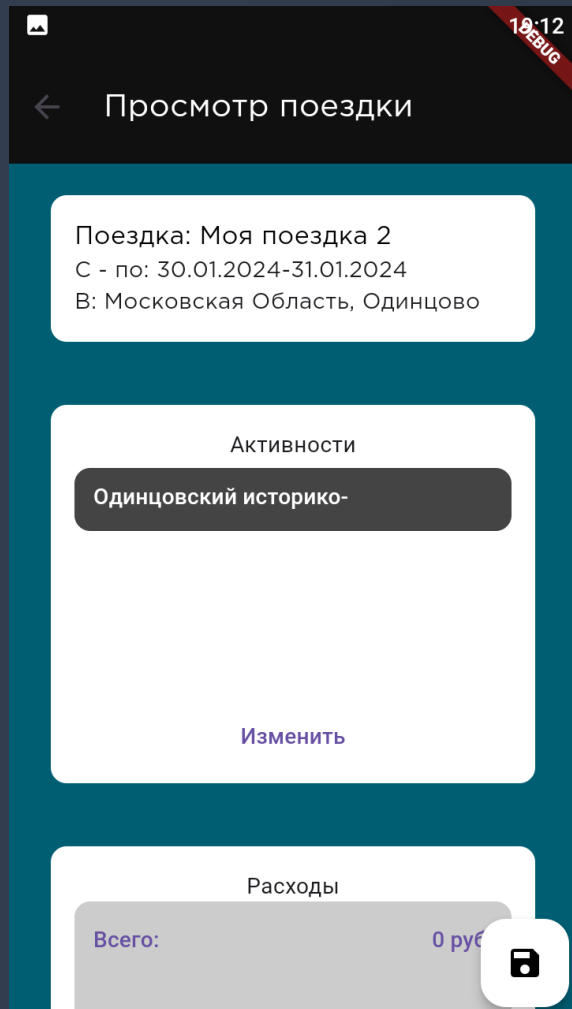 19:12
DEBUG
Просмотр поездки
Поездка: Моя поездка 2
С - по: 30.01.2024-31.01.2024
В: Московская Область, Одинцово
Активности
Одинцовский историко-
Изменить
Расходы
Всего: 0 руб